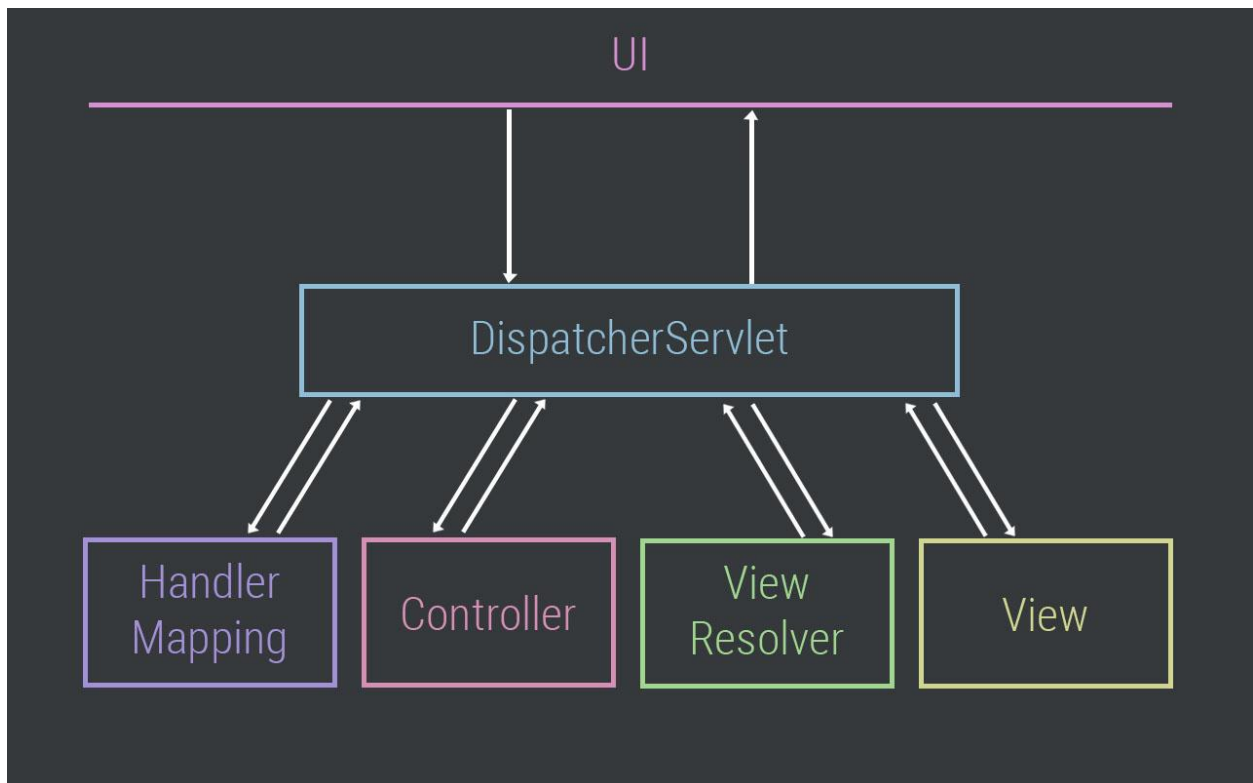 UI
DispatcherServlet
Handler
Mapping
Controller
View
Resolver
View